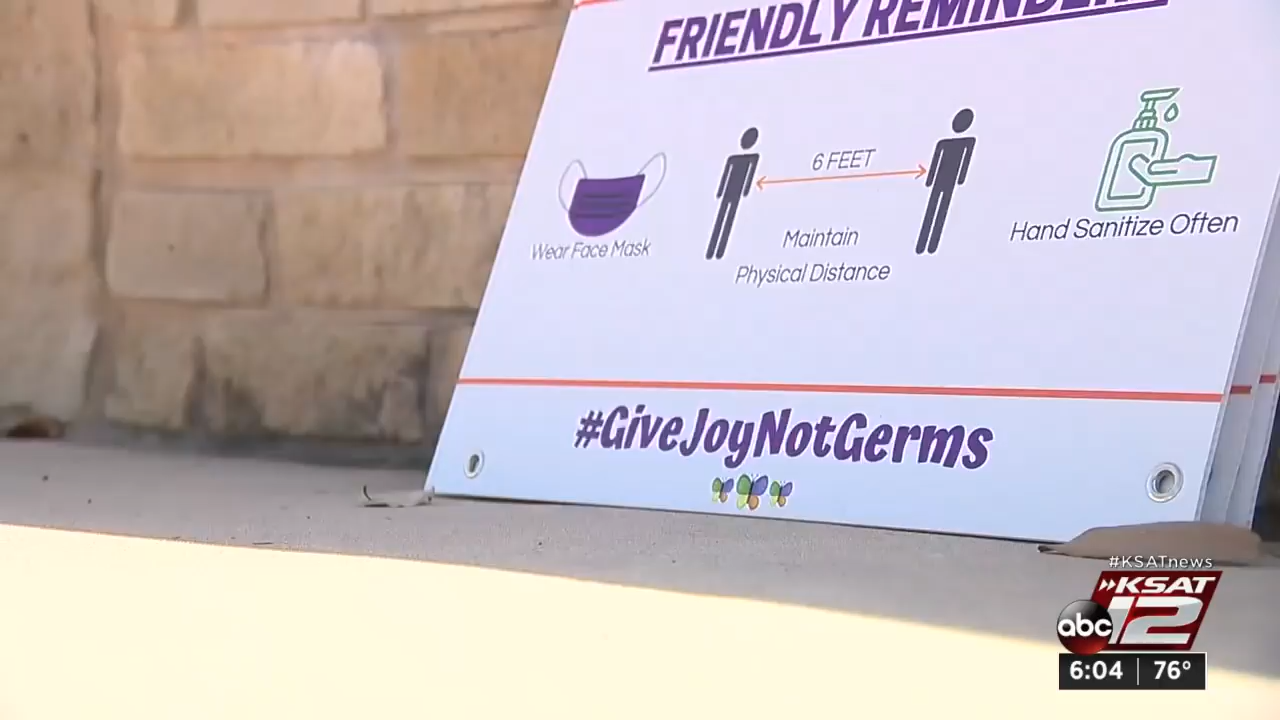 FRIENDLY REMINDER
6 FEET
Wear Face Mask
Maintain
Physical Distance
Hand Sanitize Often
#GiveJoyNotGerms
#KSATnews
KSAT
abc 12
6:04 76°